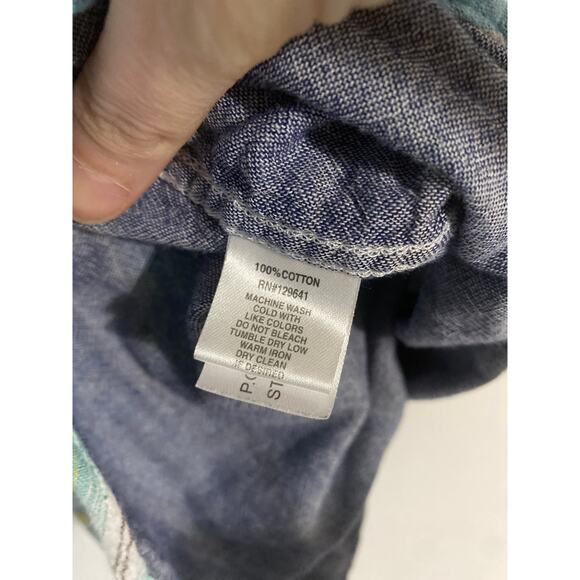 100% COTTON
RN#129641
MACHINE WASH
COLD WITH
LIKE COLORS
DO NOT BLEACH
TUMBLE DRY LOW
WARM IRON
DRY CLEAN
IF DESIRED
P.O
ST